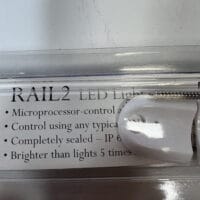 RAIL2 LED Light
• Microprocessor-control
• Control using any typical
• Completely sealed – IP 6
• Brighter than lights 5 times